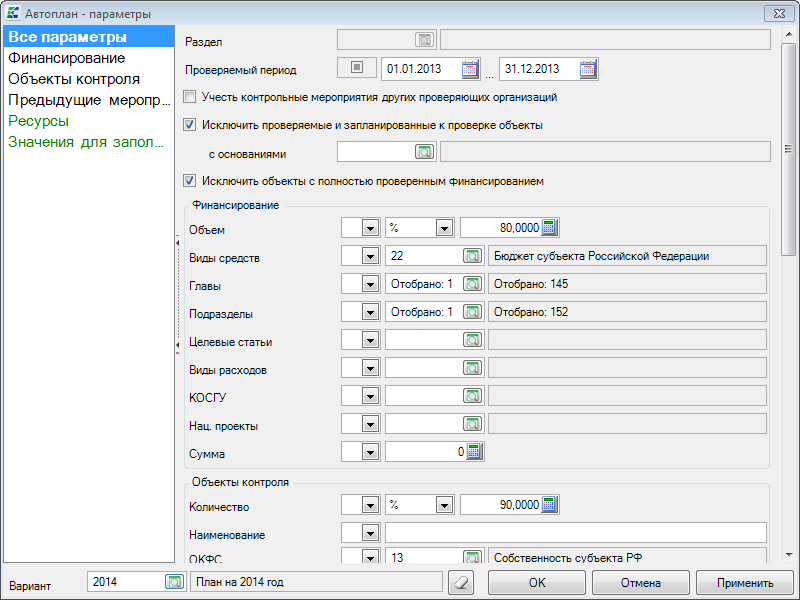 Автоплан - параметры
Все параметры
Финансирование
Объекты контроля
Предыдущие меропр...
Ресурсы
Значения для запол...
Раздел
Проверяемый период 01.01.2013 ... 31.12.2013
Учесть контрольные мероприятия других проверяющих организаций
Исключить проверяемые и запланированные к проверке объекты
с основаниями
Исключить объекты с полностью проверенным финансированием
Финансирование
Объем % 80,0000
Виды средств 22 Бюджет субъекта Российской Федерации
Главы Отобрано: 1 Отобрано: 145
Подразделы Отобрано: 1 Отобрано: 152
Целевые статьи
Виды расходов
КОСГУ
Нац. проекты
Сумма 0
Объекты контроля
Количество % 90,0000
Наименование
ОКФС 13 Собственность субъекта РФ
Вариант 2014 План на 2014 год OK Отмена Применить